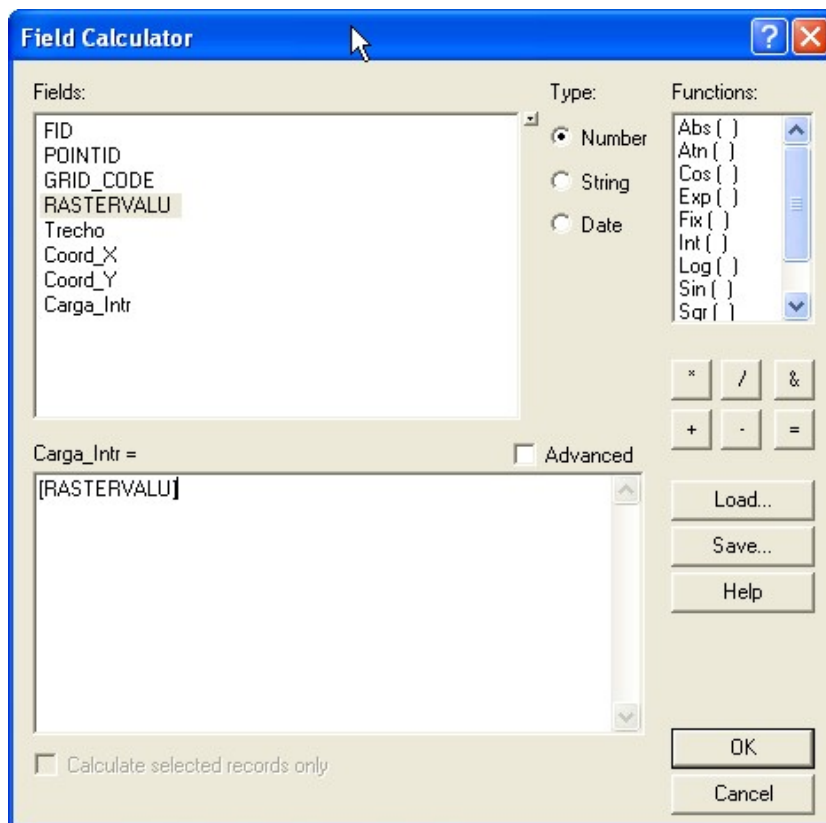 Field Calculator
Fields:
FID
POINTID
GRID_CODE
RASTERVALU
Trecho
Coord_X
Coord_Y
Carga_Intr
Type:
Number
String
Date
Functions:
Abs ( )
Atn ( )
Cos ( )
Exp ( )
Fix ( )
Int ( )
Log ( )
Sin ( )
Sqr ( )
* / &
+ - =
Carga_Intr =
Advanced
[RASTERVALU]
Load...
Save...
Help
Calculate selected records only
OK
Cancel